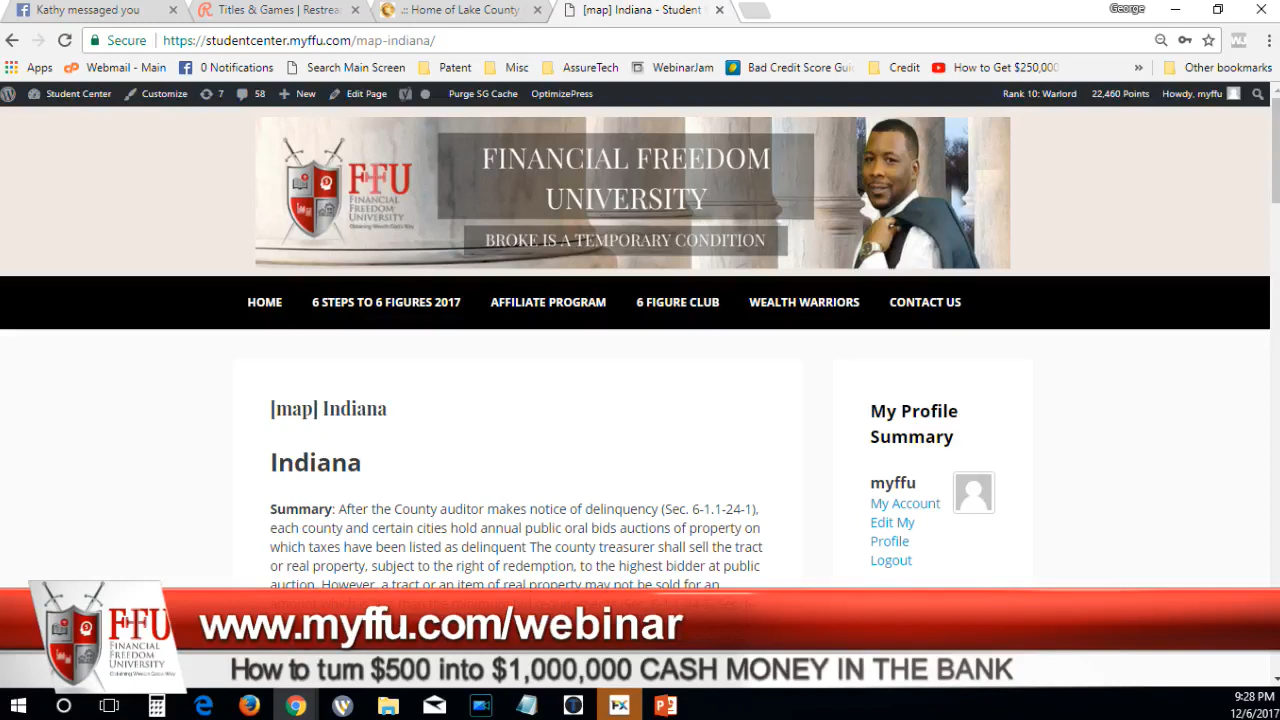 Kathy messaged you
Titles & Games | Restrea
.:: Home of Lake County
[map] Indiana - Student
George
Secure
https://studentcenter.myffu.com/map-indiana/
Apps
Webmail - Main
0 Notifications
Search Main Screen
Patent
Misc
AssureTech
WebinarJam
Bad Credit Score Gui
Credit
How to Get $250,000
»
Other bookmarks
Student Center
Customize
7
58
New
Edit Page
Purge SG Cache
OptimizePress
Rank 10: Warlord
22,460 Points
Howdy, myffu
FFU
FINANCIAL
FREEDOM
UNIVERSITY
Obtaining Wealth God's Way
FINANCIAL FREEDOM
UNIVERSITY
BROKE IS A TEMPORARY CONDITION
HOME
6 STEPS TO 6 FIGURES 2017
AFFILIATE PROGRAM
6 FIGURE CLUB
WEALTH WARRIORS
CONTACT US
[map] Indiana
Indiana
Summary: After the County auditor makes notice of delinquency (Sec. 6-1.1-24-1),
each county and certain cities hold annual public oral bids auctions of property on
which taxes have been listed as delinquent The county treasurer shall sell the tract
or real property, subject to the right of redemption, to the highest bidder at public
auction. However, a tract or an item of real property may not be sold for an
My Profile
Summary
myffu
My Account
Edit My
Profile
Logout
FFU
FINANCIAL
FREEDOM
UNIVERSITY
Obtaining Wealth God's Way
www.myffu.com/webinar
How to turn $500 into $1,000,000 CASH MONEY IN THE BANK
9:28 PM
12/6/2017